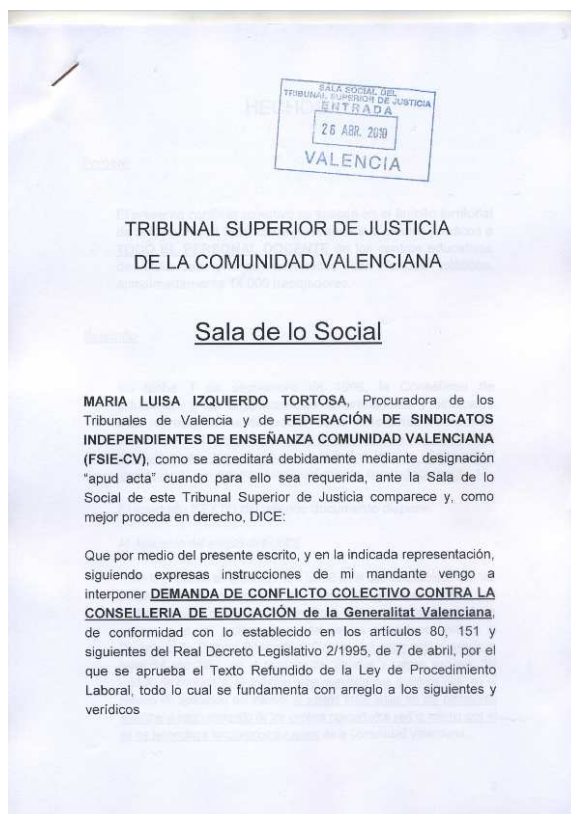 SALA SOCIAL DEL
TRIBUNAL SUPERIOR DE JUSTICIA
ENTRADA
26 ABR. 2010
VALENCIA
TRIBUNAL SUPERIOR DE JUSTICIA
DE LA COMUNIDAD VALENCIANA
Sala de lo Social
MARIA LUISA IZQUIERDO TORTOSA, Procuradora de los
Tribunales de Valencia y de FEDERACIÓN DE SINDICATOS
INDEPENDIENTES DE ENSEÑANZA COMUNIDAD VALENCIANA
(FSIE-CV), como se acreditará debidamente mediante designación
“apud acta” cuando para ello sea requerida, ante la Sala de lo
Social de este Tribunal Superior de Justicia comparece y, como
mejor proceda en derecho, DICE:
Que por medio del presente escrito, y en la indicada representación,
siguiendo expresas instrucciones de mi mandante vengo a
interponer DEMANDA DE CONFLICTO COLECTIVO CONTRA LA
CONSELLERIA DE EDUCACIÓN de la Generalitat Valenciana,
de conformidad con lo establecido en los artículos 80, 151 y
siguientes del Real Decreto Legislativo 2/1995, de 7 de abril, por el
que se aprueba el Texto Refundido de la Ley de Procedimiento
Laboral, todo lo cual se fundamenta con arreglo a los siguientes y
verídicos